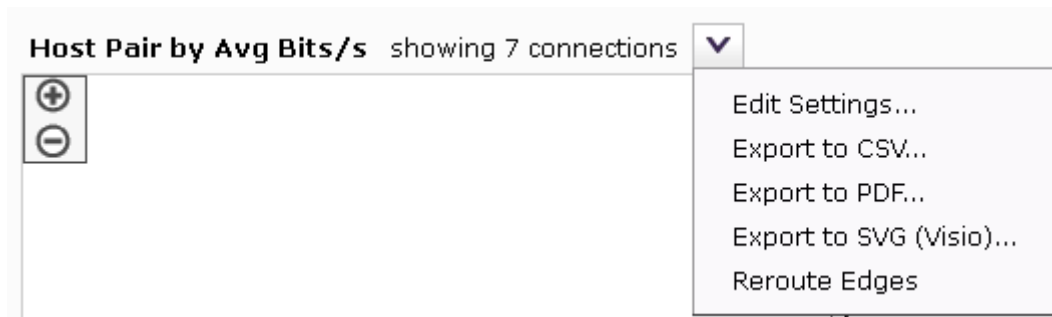 Host Pair by Avg Bits/s showing 7 connections
Edit Settings...
Export to CSV...
Export to PDF...
Export to SVG (Visio)...
Reroute Edges